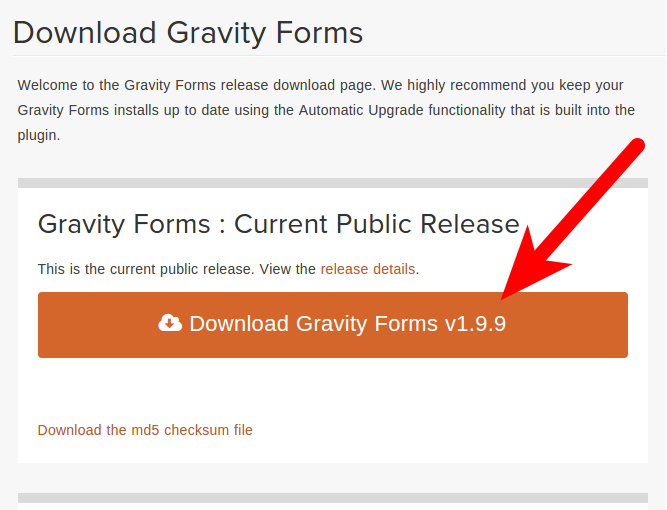 Download Gravity Forms
Welcome to the Gravity Forms release download page. We highly recommend you keep your
Gravity Forms installs up to date using the Automatic Upgrade functionality that is built into the
plugin.
Gravity Forms : Current Public Release
This is the current public release. View the release details.
Download Gravity Forms v1.9.9
Download the md5 checksum file